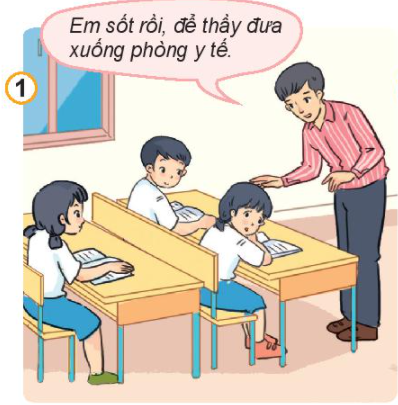 Em sốt rồi, để thầy đưa
xuống phòng y tế.
1